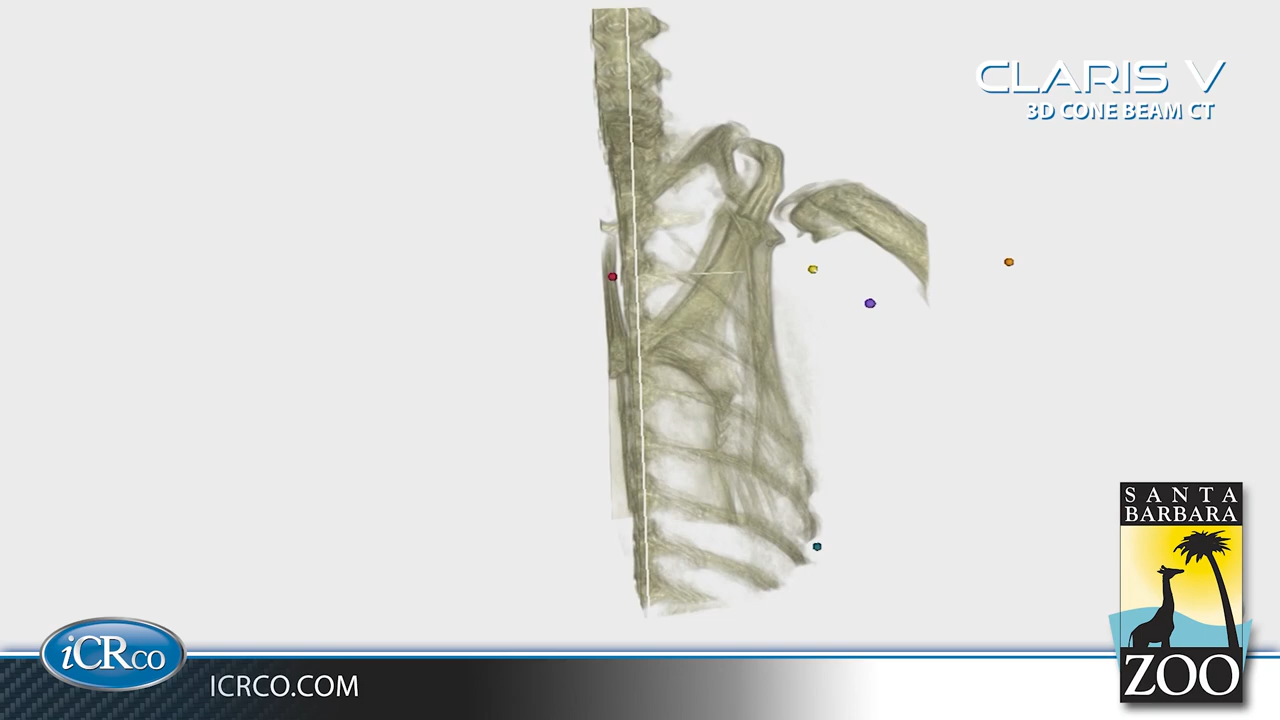 CLARIS V
3D CONE BEAM CT
SANTA
BARBARA
ZOO
iCRco
ICRCO.COM